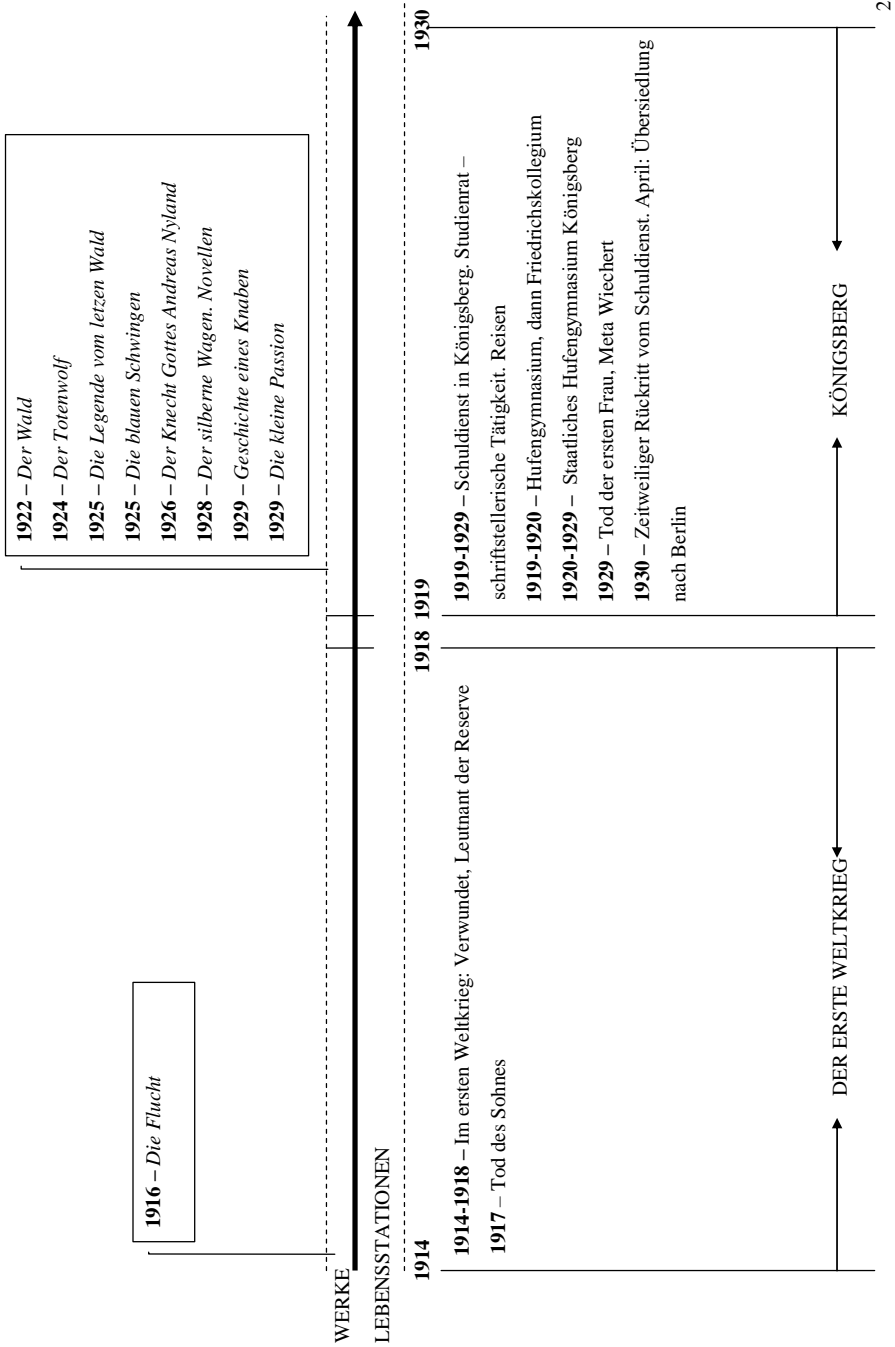 1916 – Die Flucht
1922 – Der Wald
1924 – Der Totenwolf
1925 – Die Legende vom letzen Wald
1925 – Die blauen Schwingen
1926 – Der Knecht Gottes Andreas Nyland
1928 – Der silberne Wagen. Novellen
1929 – Geschichte eines Knaben
1929 – Die kleine Passion
WERKE
LEBENSSTATIONEN
1914
1918 1919
1930
1914-1918 – Im ersten Weltkrieg: Verwundet, Leutnant der Reserve
1917 – Tod des Sohnes
1919-1929 – Schuldienst in Königsberg. Studienrat –
schriftstellerische Tätigkeit. Reisen
1919-1920 – Hufengymnasium, dann Friedrichskollegium
1920-1929 – Staatliches Hufengymnasium Königsberg
1929 – Tod der ersten Frau, Meta Wiechert
1930 – Zeitweiliger Rückritt vom Schuldienst. April: Übersiedlung
nach Berlin
DER ERSTE WELTKRIEG
KÖNIGSBERG
2